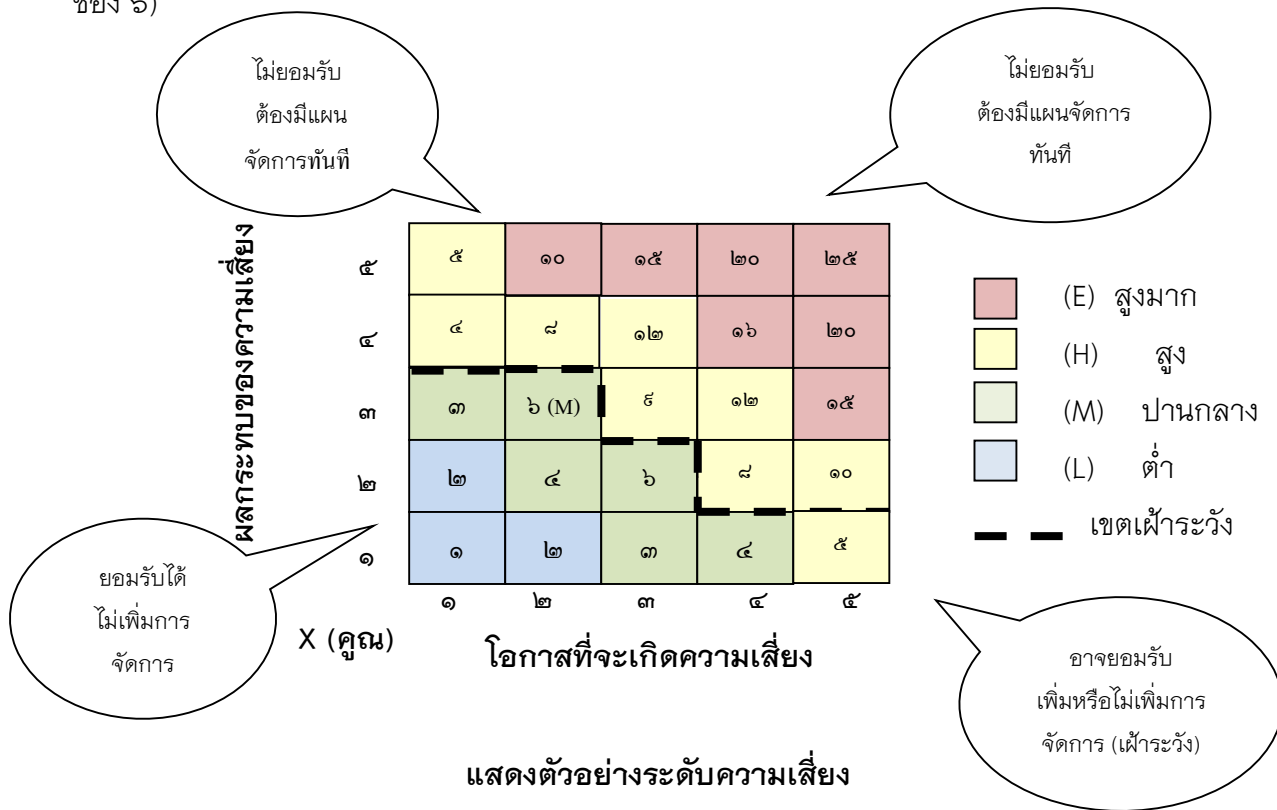 ช่อง ๖)
ไม่ยอมรับ
ต้องมีแผน
จัดการทันที
ไม่ยอมรับ
ต้องมีแผนจัดการ
ทันที
ผลกระทบของความเสี่ยง
๕ ๕ ๑๐ ๑๕ ๒๐ ๒๕
๔ ๔ ๘ ๑๒ ๑๖ ๒๐
๓ ๓ ๖ (M) ๙ ๑๒ ๑๕
๒ ๒ ๔ ๖ ๘ ๑๐
๑ ๑ ๒ ๓ ๔ ๕
๑ ๒ ๓ ๔ ๕
(E) สูงมาก
(H) สูง
(M) ปานกลาง
(L) ต่ำ
เขตเฝ้าระวัง
ยอมรับได้
ไม่เพิ่มการ
จัดการ
X (คูณ)
โอกาสที่จะเกิดความเสี่ยง
อาจยอมรับ
เพิ่มหรือไม่เพิ่มการ
จัดการ (เฝ้าระวัง)
แสดงตัวอย่างระดับความเสี่ยง